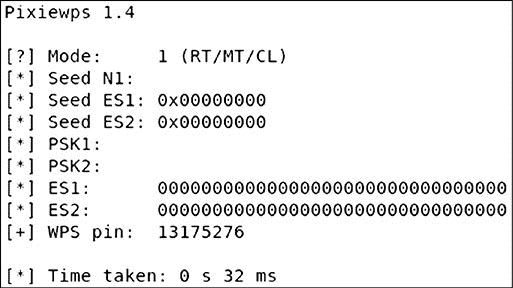 Pixiewps 1.4
[?] Mode: 1 (RT/MT/CL)
[*] Seed N1:
[*] Seed ES1: 0x00000000
[*] Seed ES2: 0x00000000
[*] PSK1:
[*] PSK2:
[*] ES1: 00000000000000000000000000000000
[*] ES2: 00000000000000000000000000000000
[+] WPS pin: 13175276
[*] Time taken: 0 s 32 ms